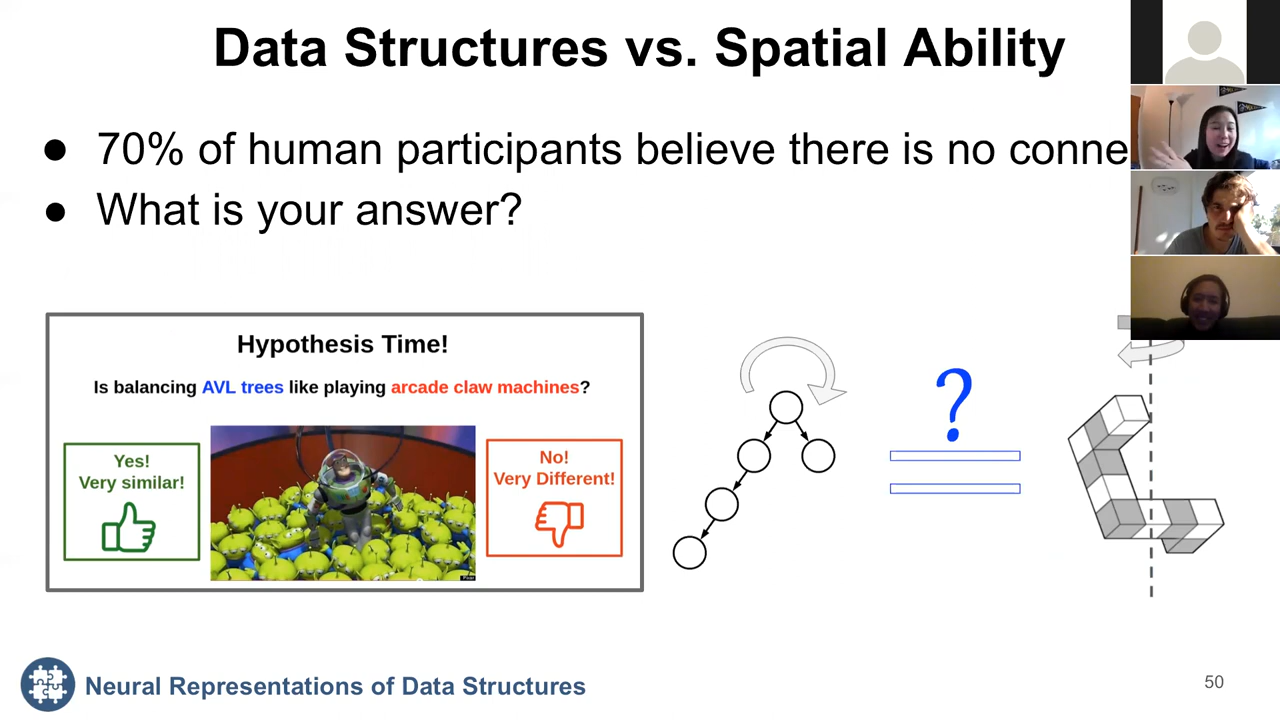 Data Structures vs. Spatial Ability
● 70% of human participants believe there is no conne
● What is your answer?
Hypothesis Time!
Is balancing AVL trees like playing arcade claw machines?
Yes!
Very similar!
No!
Very Different!
?
Pixar
Neural Representations of Data Structures
50